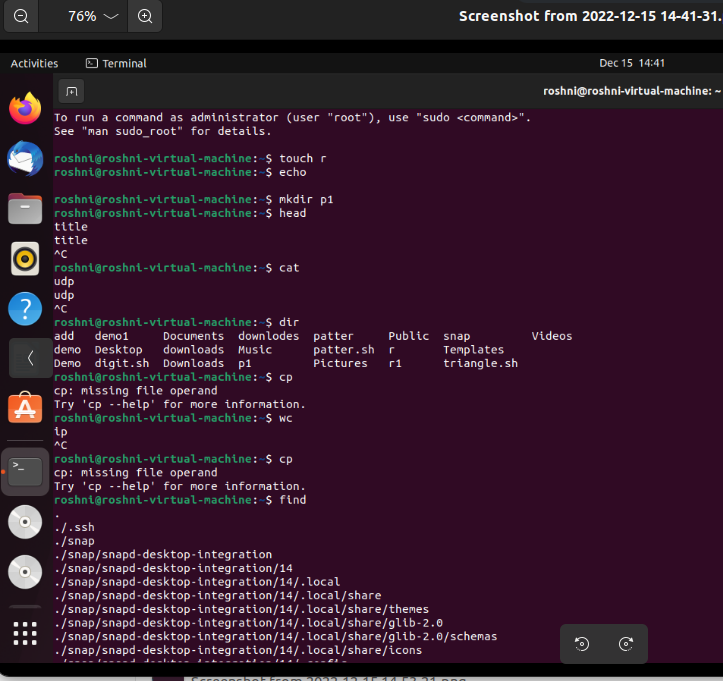 76%
Screenshot from 2022-12-15 14-41-31.
Activities
Terminal
Dec 15 14:41
roshni@roshni-virtual-machine: ~
To run a command as administrator (user "root"), use "sudo <command>".
See "man sudo_root" for details.
roshni@roshni-virtual-machine:~$ touch r
roshni@roshni-virtual-machine:~$ echo
roshni@roshni-virtual-machine:~$ mkdir p1
roshni@roshni-virtual-machine:~$ head
title
title
^C
roshni@roshni-virtual-machine:~$ cat
udp
udp
^C
roshni@roshni-virtual-machine:~$ dir
add demo1 Documents downlodes patter Public snap Videos
demo Desktop downloads Music patter.sh r Templates
Demo digit.sh Downloads p1 Pictures r1 triangle.sh
roshni@roshni-virtual-machine:~$ cp
cp: missing file operand
Try 'cp --help' for more information.
roshni@roshni-virtual-machine:~$ wc
ip
^C
roshni@roshni-virtual-machine:~$ cp
cp: missing file operand
Try 'cp --help' for more information.
roshni@roshni-virtual-machine:~$ find
.
./.ssh
./snap
./snap/snapd-desktop-integration
./snap/snapd-desktop-integration/14
./snap/snapd-desktop-integration/14/.local
./snap/snapd-desktop-integration/14/.local/share
./snap/snapd-desktop-integration/14/.local/share/themes
./snap/snapd-desktop-integration/14/.local/share/glib-2.0
./snap/snapd-desktop-integration/14/.local/share/glib-2.0/schemas
./snap/snapd-desktop-integration/14/.local/share/icons